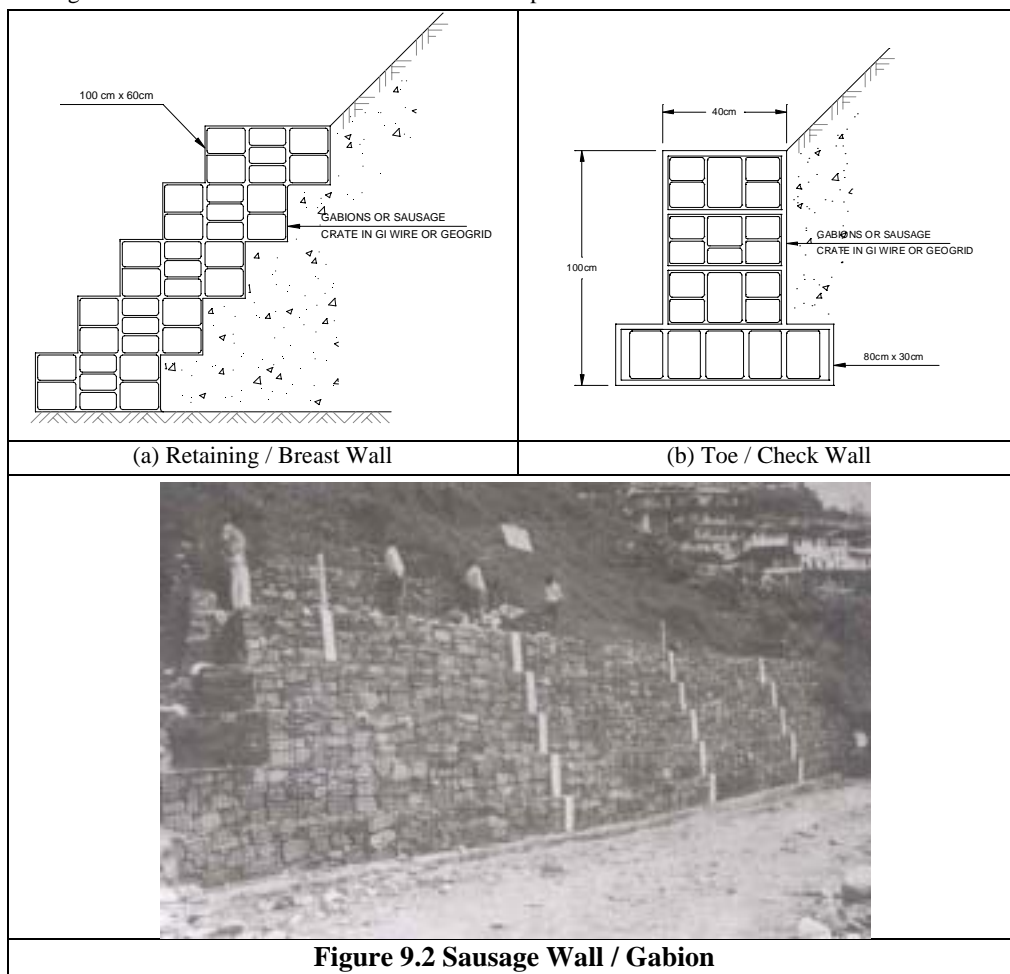 100 cm x 60cm
GABIONS OR SAUSAGE
CRATE IN GI WIRE OR GEOGRID
40cm
100cm
GABIONS OR SAUSAGE
CRATE IN GI WIRE OR GEOGRID
80cm x 30cm
(a) Retaining / Breast Wall
(b) Toe / Check Wall
Figure 9.2 Sausage Wall / Gabion